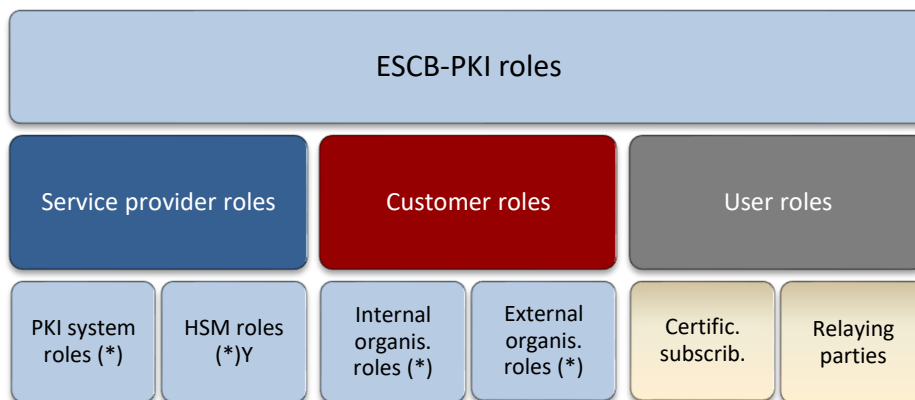 ESCB-PKI roles
Service provider roles
Customer roles
User roles
PKI system
roles (*)
HSM roles
(*)Y
Internal
organis.
roles (*)
External
organis.
roles (*)
Certific.
subscrib.
Relaying
parties